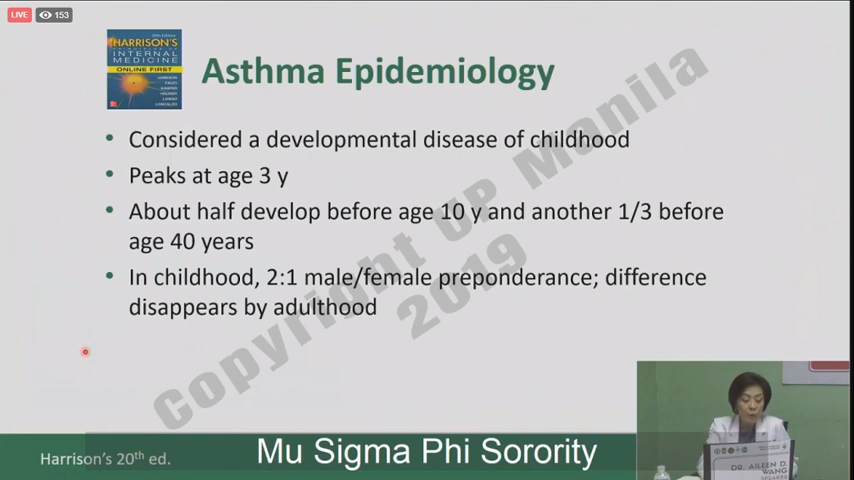 LIVE
153
HARRISON'S
INTERNAL
MEDICINE
ONLINE FIRST
Asthma Epidemiology
• Considered a developmental disease of childhood
• Peaks at age 3 y
• About half develop before age 10 y and another 1/3 before
age 40 years
• In childhood, 2:1 male/female preponderance; difference
disappears by adulthood
Copyright UP Manila
2019
Harrison's 20th ed.
Mu Sigma Phi Sorority
DR. AILEEN D.
WANG
SPEAKER